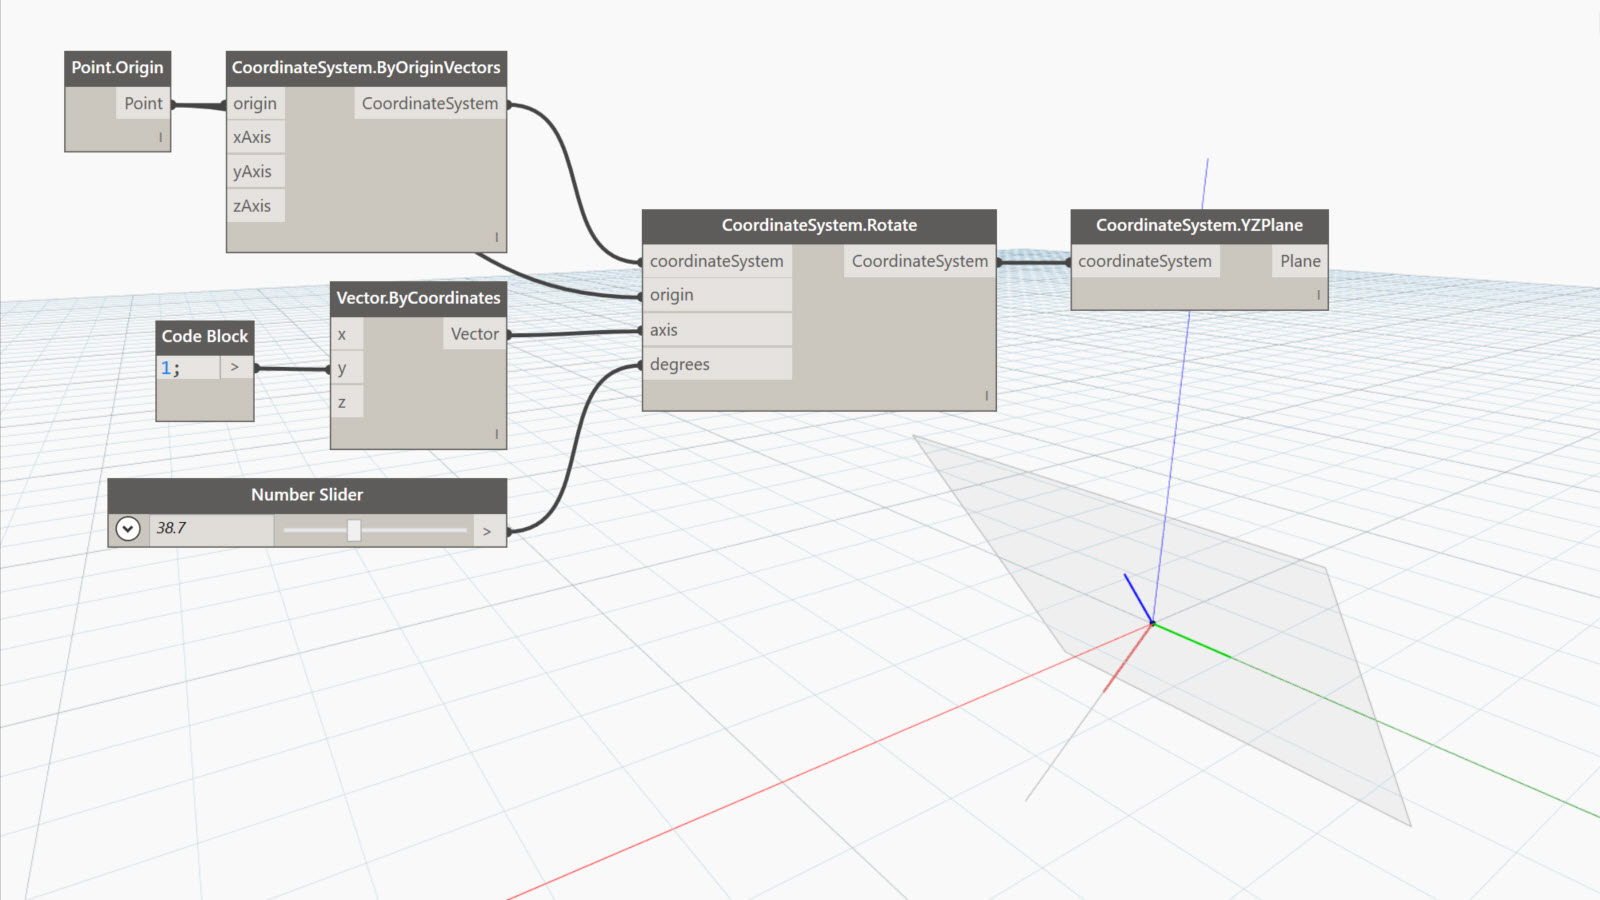 Point.Origin
Point
CoordinateSystem.ByOriginVectors
origin
CoordinateSystem
xAxis
yAxis
zAxis
Vector.ByCoordinates
x
Vector
y
z
Code Block
1;
>
Number Slider
38.7
>
CoordinateSystem.Rotate
coordinateSystem
CoordinateSystem
origin
axis
degrees
CoordinateSystem.YZPlane
coordinateSystem
Plane